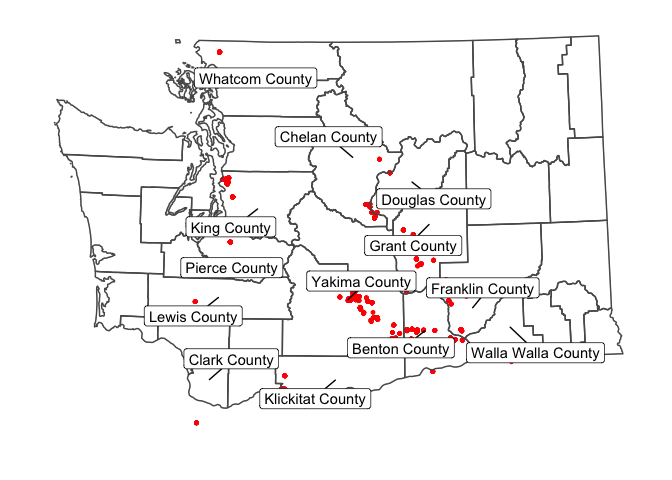 Whatcom County
Chelan County
Douglas County
King County
Grant County
Pierce County
Yakima County
Franklin County
Lewis County
Benton County
Walla Walla County
Clark County
Klickitat County